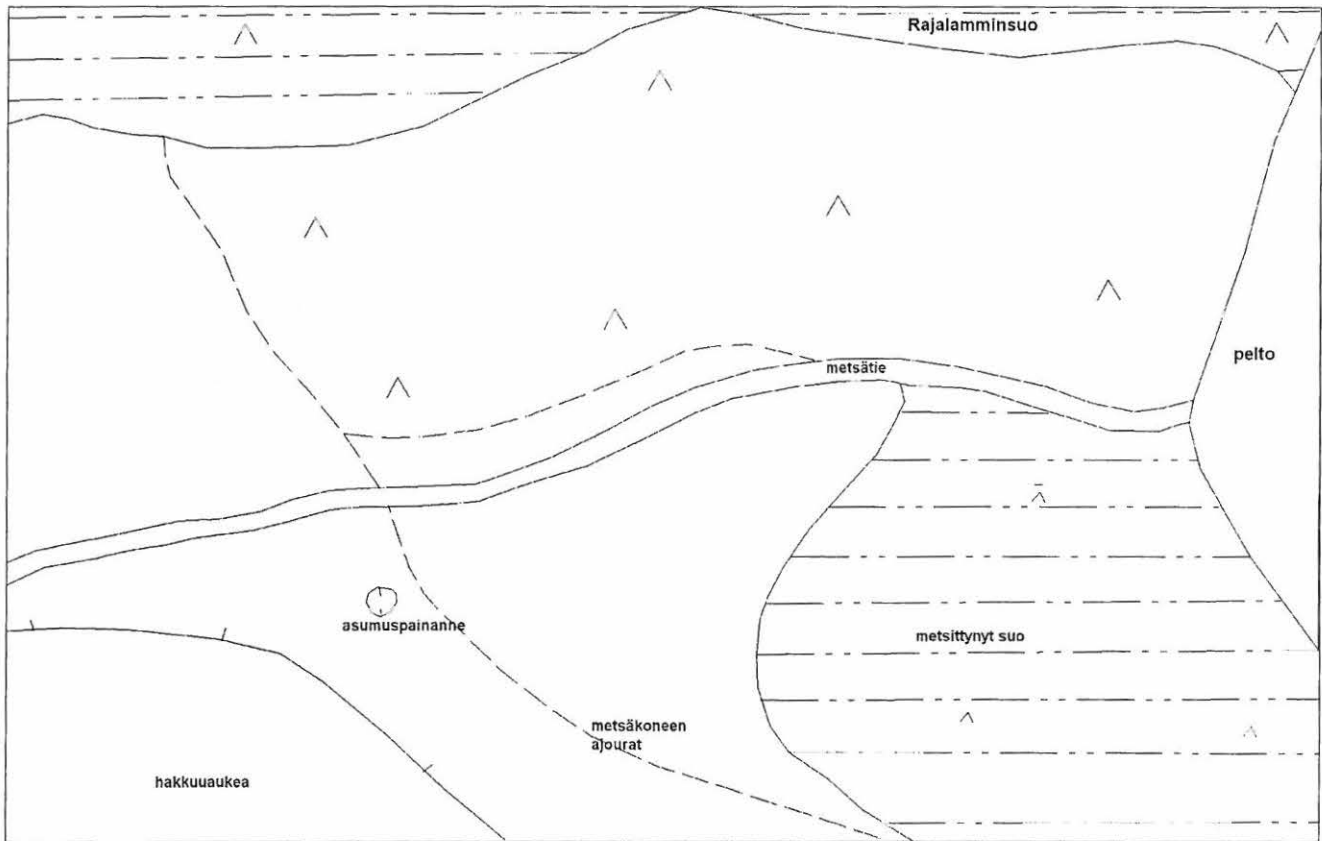 Rajalamminsuo
pelto
metsätie
asumuspainanne
metsittynyt suo
metsäkoneen
ajourat
hakkuuaukea